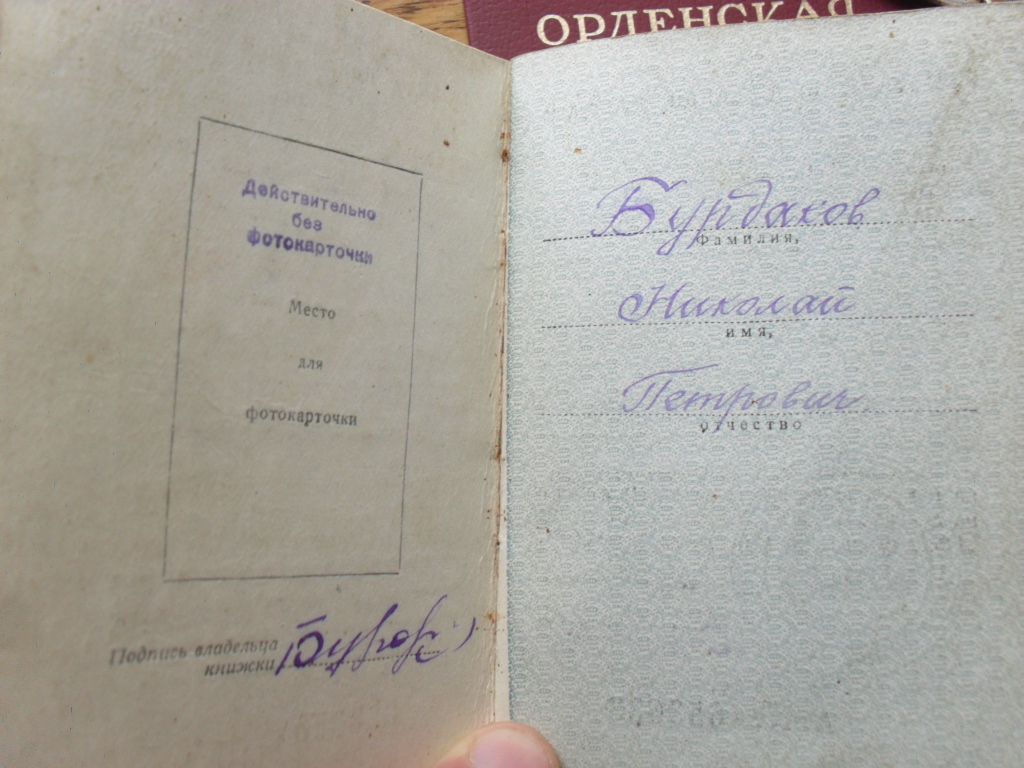 ОРДЕНСКАЯ
Действительно
без
фотокарточки
Место
для
фотокарточки
Подпись владельца
книжки
Бурдаков
фамилия,
Николай
имя,
Петрович
отчество